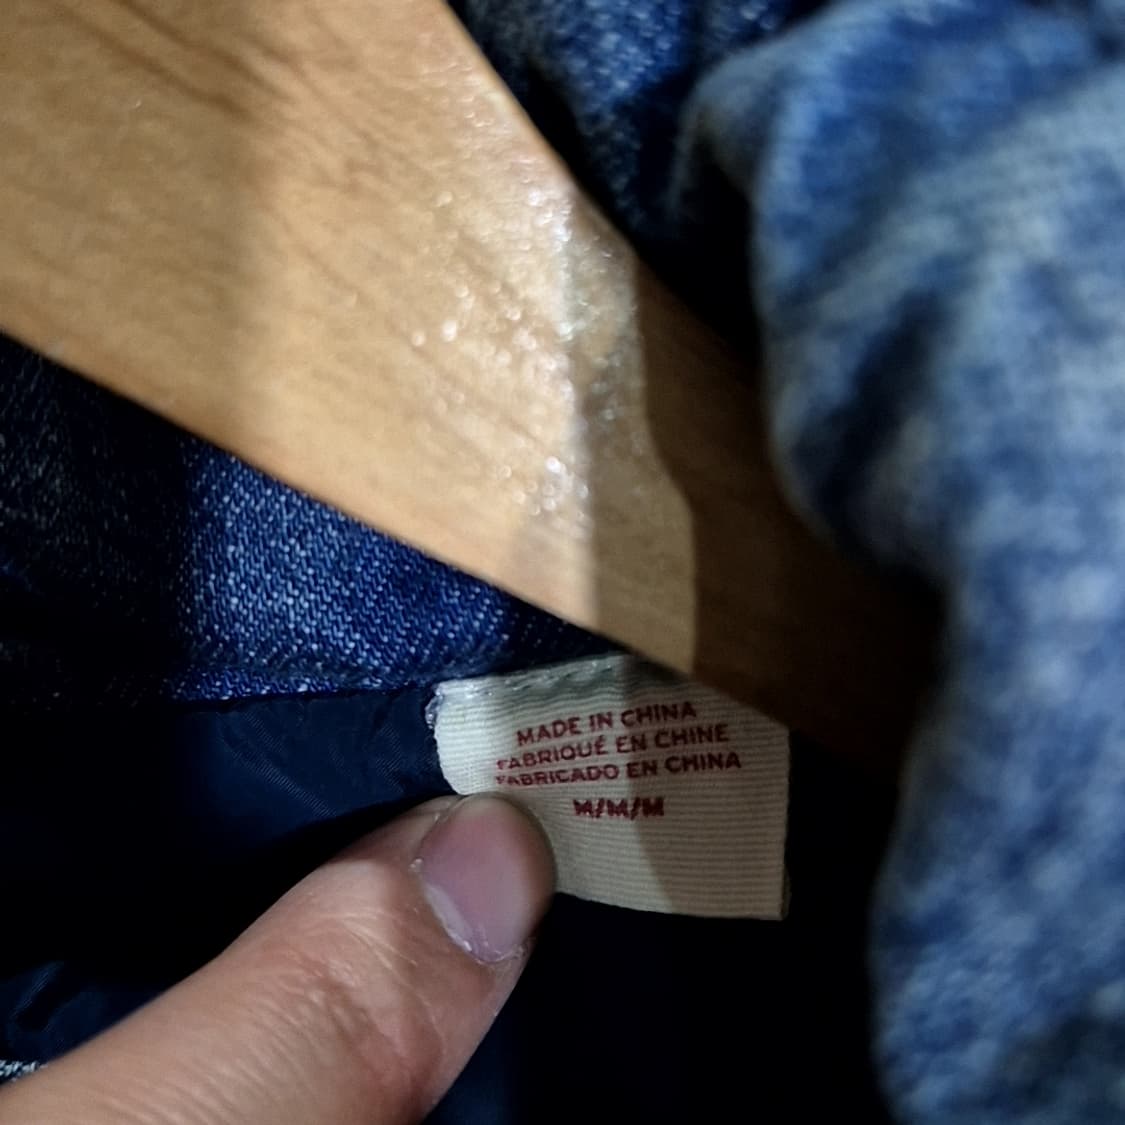 MADE IN CHINA
FABRIQUÉ EN CHINE
FABRICADO EN CHINA
M/M/M